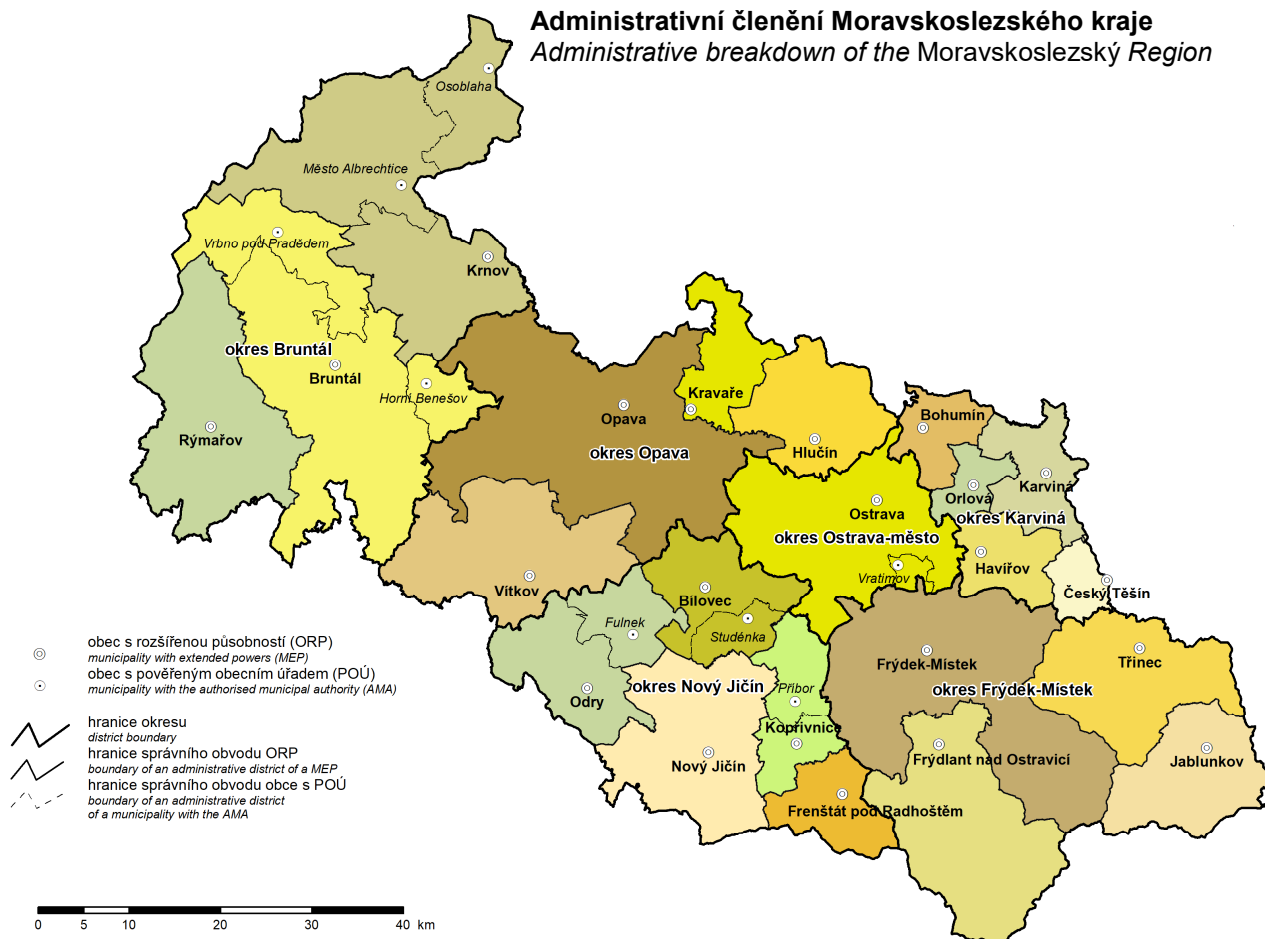 Administrativní členění Moravskoslezského kraje
Administrative breakdown of the Moravskoslezský Region
Osoblaha
Město Albrechtice
Vrbno pod Pradědem
Krnov
okres Bruntál
Bruntál
Horní Benešov
Rýmařov
Kravaře
Opava
okres Opava
Hlučín
Bohumín
Karviná
Orlová
okres Karviná
Ostrava
okres Ostrava-město
Vratimov
Havířov
Český Těšín
Vítkov
Bílovec
Fulnek
Studénka
Frýdek-Místek
okres Frýdek-Místek
Třinec
okres Nový Jičín
Příbor
Odry
Kopřivnice
Nový Jičín
Frýdlant nad Ostravicí
Jablunkov
Frenštát pod Radhoštěm
obec s rozšířenou působností (ORP)
municipality with extended powers (MEP)
obec s pověřeným obecním úřadem (POÚ)
municipality with the authorised municipal authority (AMA)
hranice okresu
district boundary
hranice správního obvodu ORP
boundary of an administrative district of a MEP
hranice správního obvodu obce s POÚ
boundary of an administrative district
of a municipality with the AMA
0 5 10 20 30 40 km